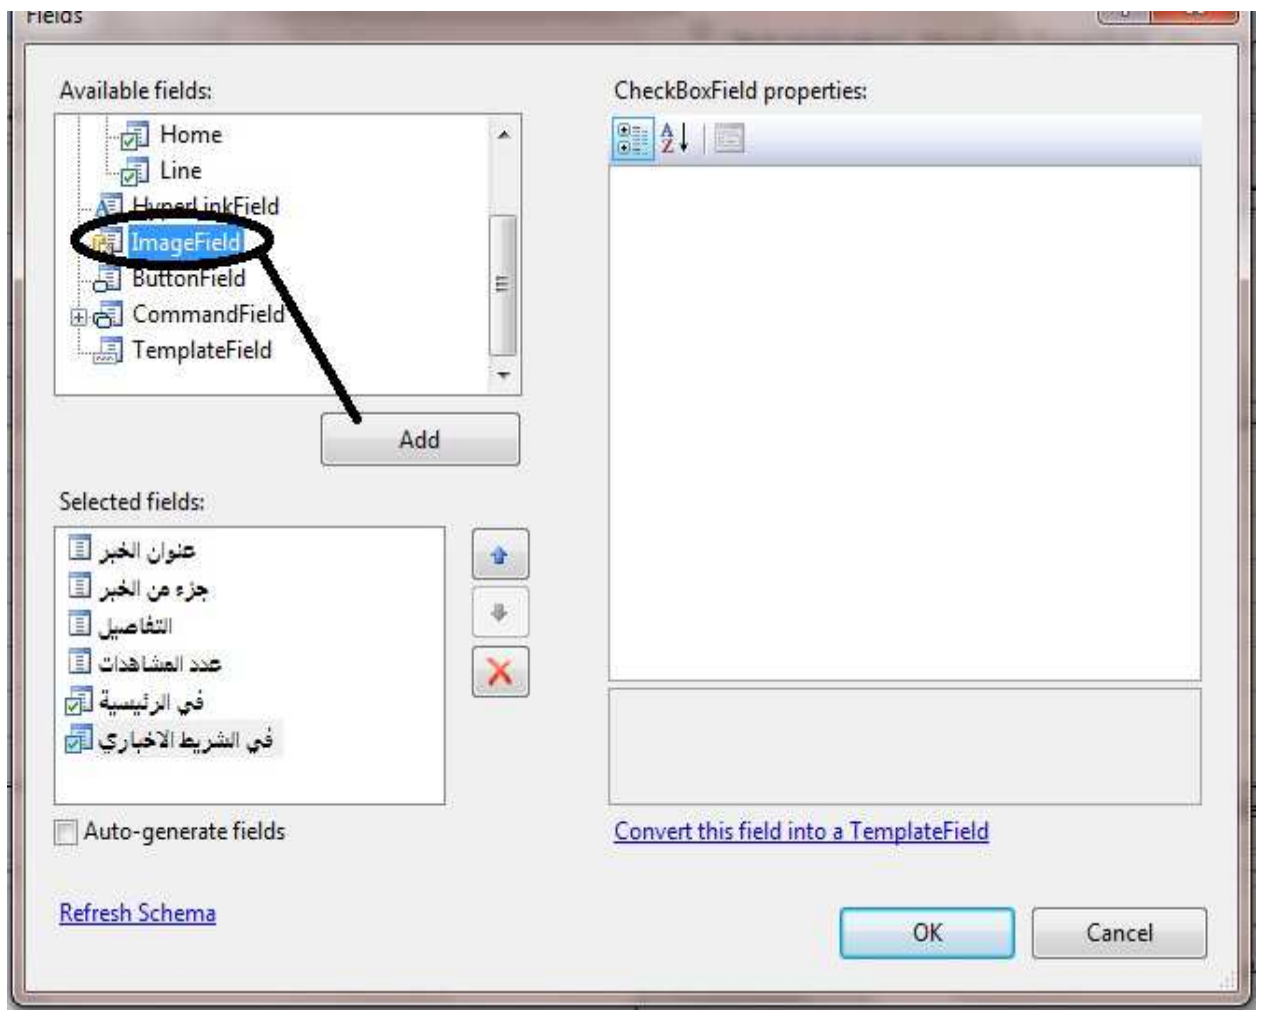 Fields
Available fields:
Home
Line
HyperLinkField
ImageField
ButtonField
CommandField
TemplateField
Add
Selected fields:
عنوان الخبر
جزء من الخبر
التفاصيل
عدد المشاهدات
في الرئيسية
في الشريط الاخباري
Auto-generate fields
Refresh Schema
CheckBoxField properties:
Convert this field into a TemplateField
OK
Cancel